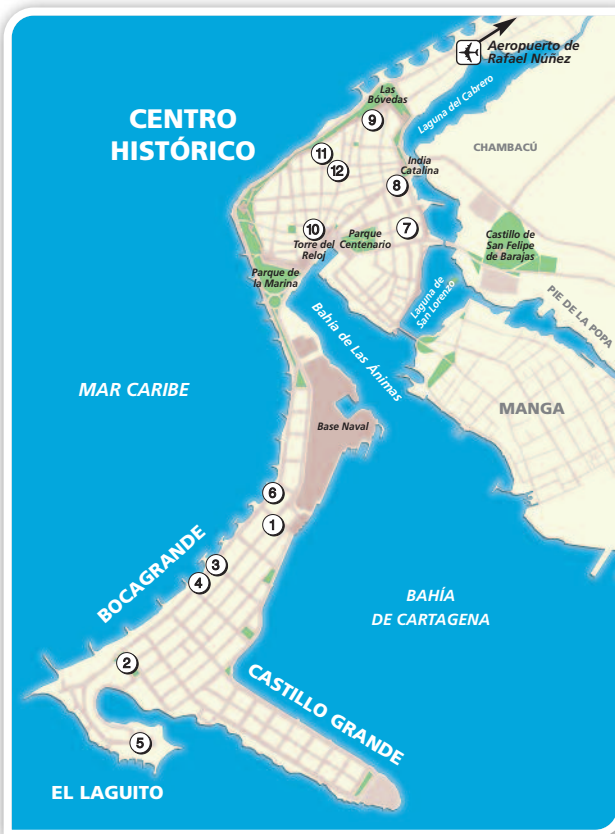 Aeropuerto de
Rafael Núñez
Las
Bóvedas
Laguna del Cabrero
CENTRO
HISTÓRICO
9
CHAMBACÚ
11
12
India
Catalina
8
10
Torre del
Reloj
Parque
Centenario
7
Castillo de
San Felipe
de Barajas
Parque de
la Marina
Laguna de
San Lorenzo
PIE DE LA POPA
Bahía de Las Ánimas
MAR CARIBE
MANGA
Base Naval
6
1
BOCAGRANDE
3
4
BAHÍA
DE CARTAGENA
2
CASTILLO GRANDE
5
EL LAGUITO